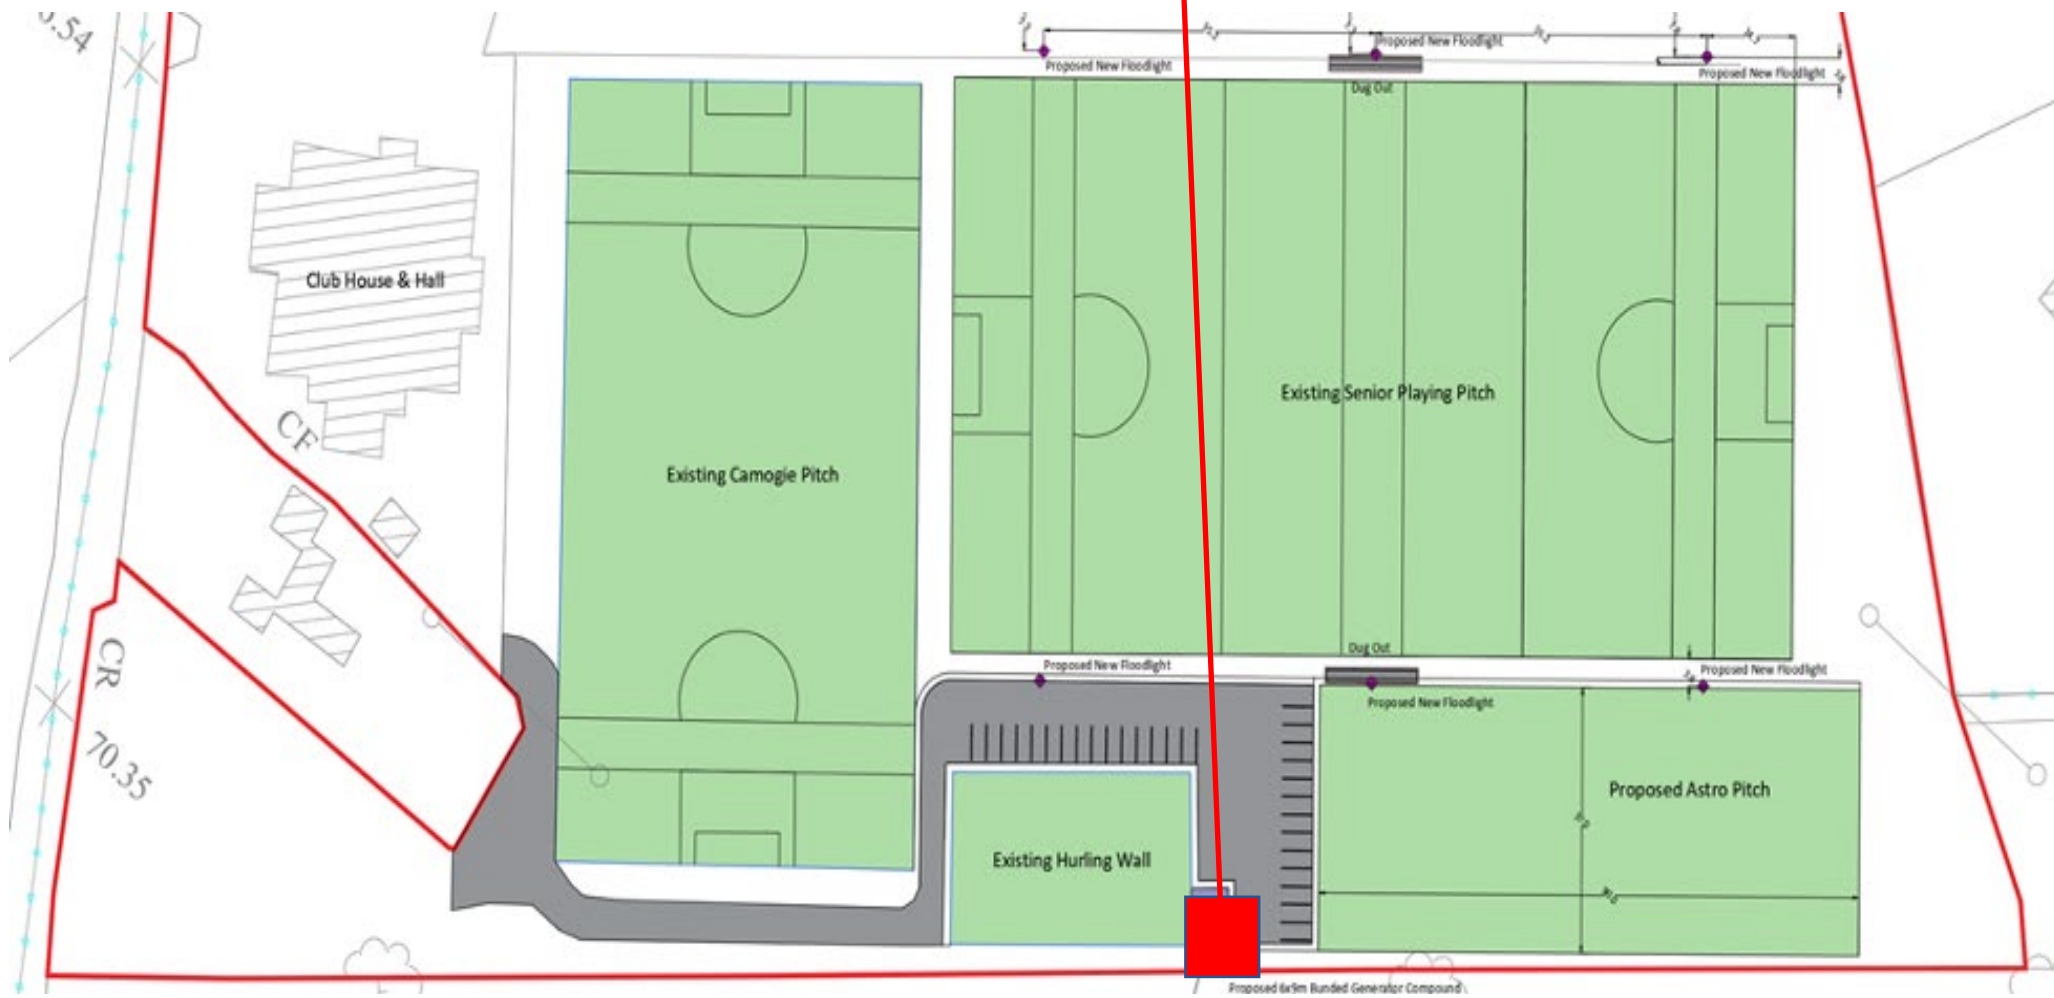 Proposed New Floodlight
Proposed New Floodlight
Proposed New Floodlight
Dug Out
Club House & Hall
Existing Senior Playing Pitch
CF
Existing Camogie Pitch
CR
70.35
Dug Out
Proposed New Floodlight
Proposed New Floodlight
Proposed New Floodlight
Proposed Astro Pitch
Existing Hurling Wall
Proposed 6x9m Bunded Generator Compound